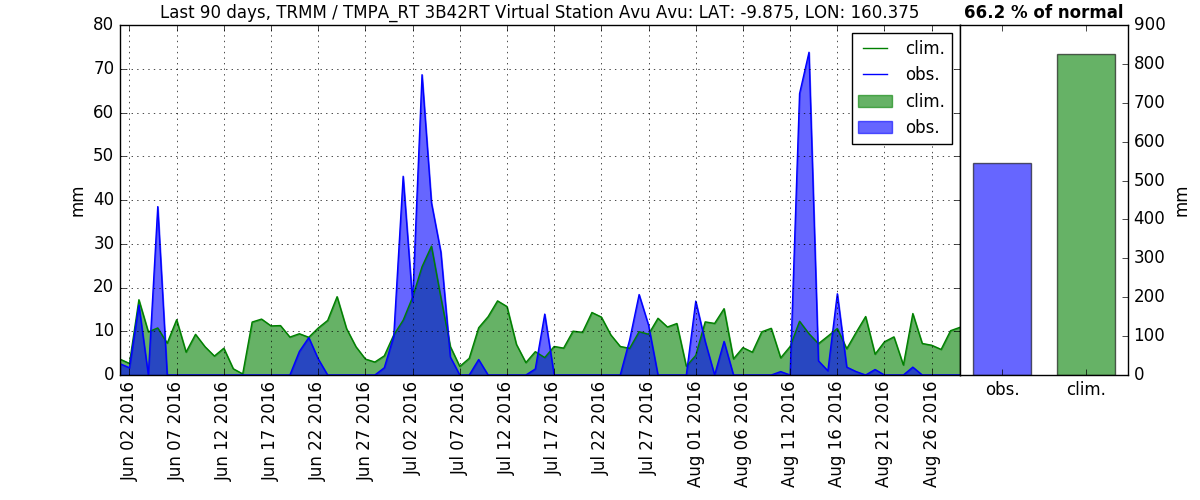 Last 90 days, TRMM / TMPA_RT 3B42RT Virtual Station Avu Avu: LAT: -9.875, LON: 160.375
66.2 % of normal
80
70
60
50
40
30
20
10
0
mm
clim.
obs.
clim.
obs.
900
800
700
600
500
400
300
200
100
0
mm
obs.
clim.
Jun 02 2016
Jun 07 2016
Jun 12 2016
Jun 17 2016
Jun 22 2016
Jun 27 2016
Jul 02 2016
Jul 07 2016
Jul 12 2016
Jul 17 2016
Jul 22 2016
Jul 27 2016
Aug 01 2016
Aug 06 2016
Aug 11 2016
Aug 16 2016
Aug 21 2016
Aug 26 2016